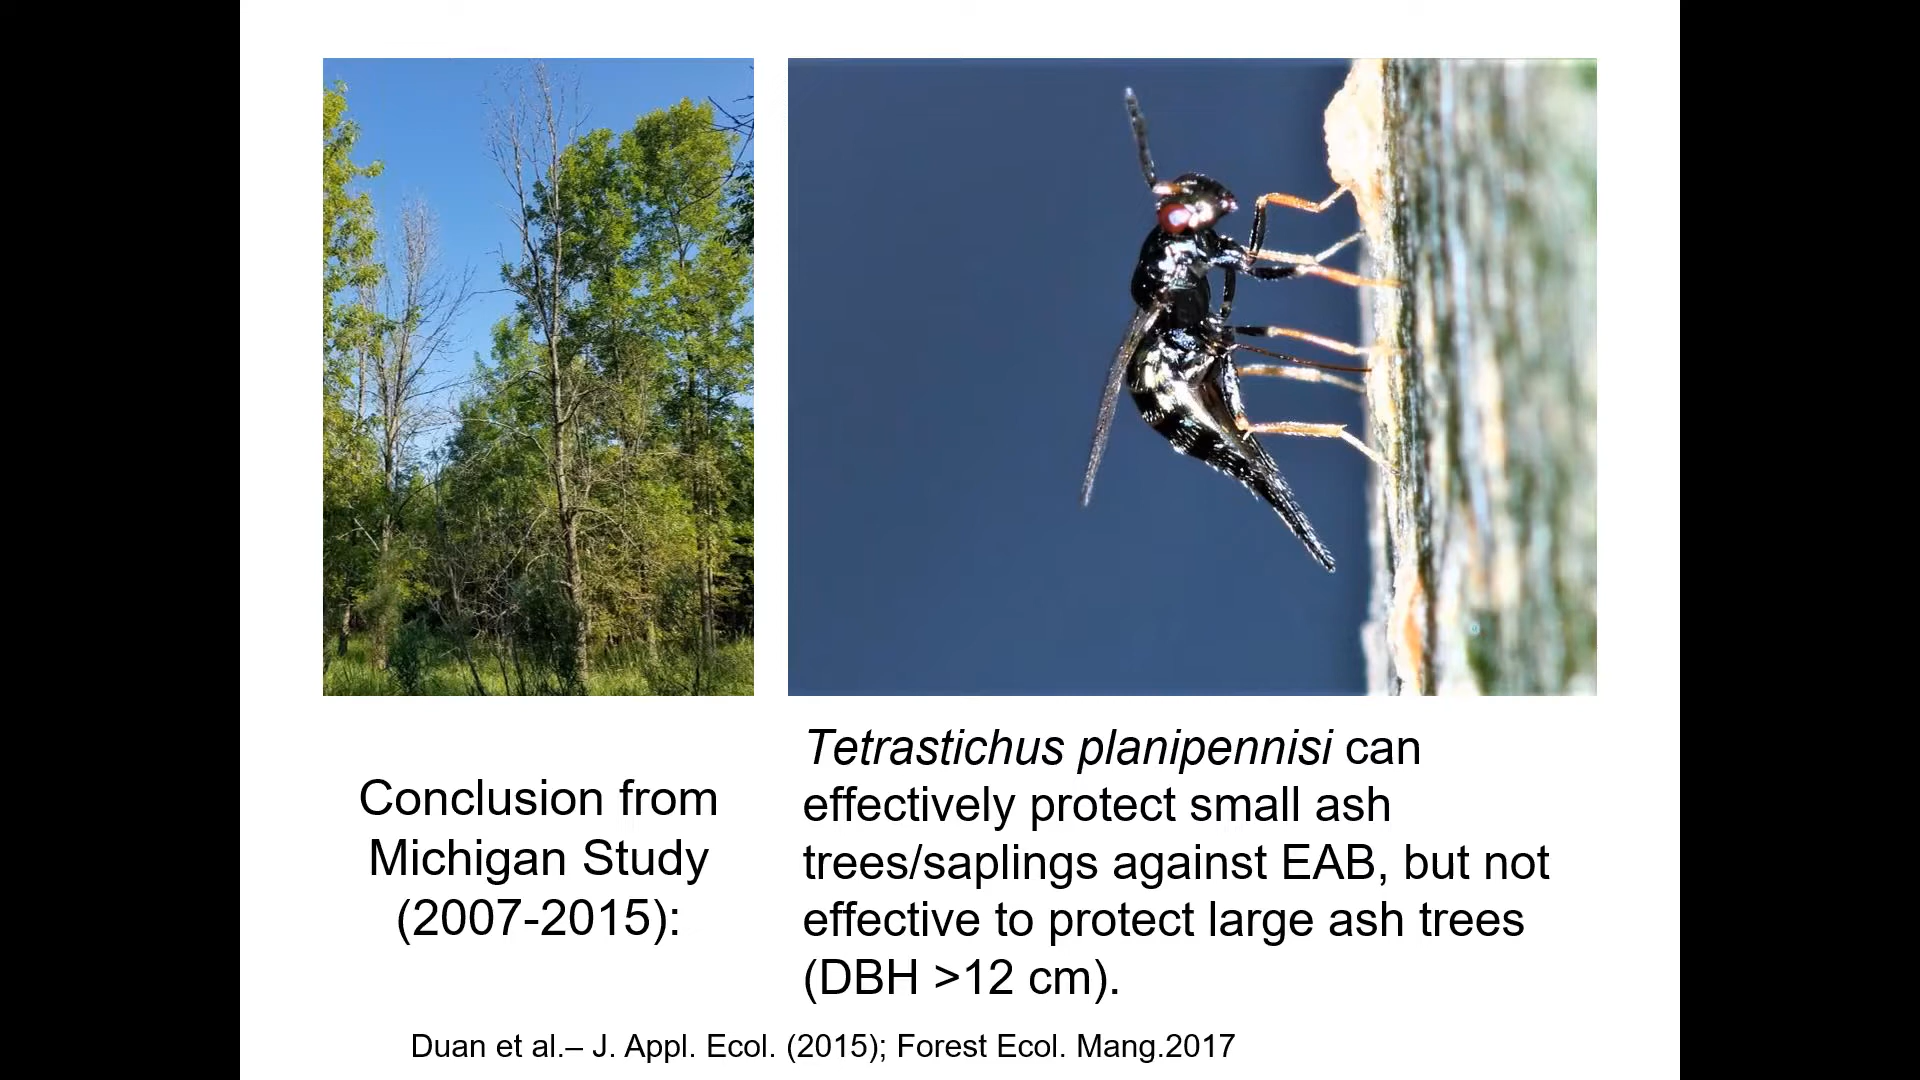 Conclusion from
Michigan Study
(2007-2015):
Tetrastichus planipennisi can
effectively protect small ash
trees/saplings against EAB, but not
effective to protect large ash trees
(DBH >12 cm).
Duan et al.– J. Appl. Ecol. (2015); Forest Ecol. Mang.2017